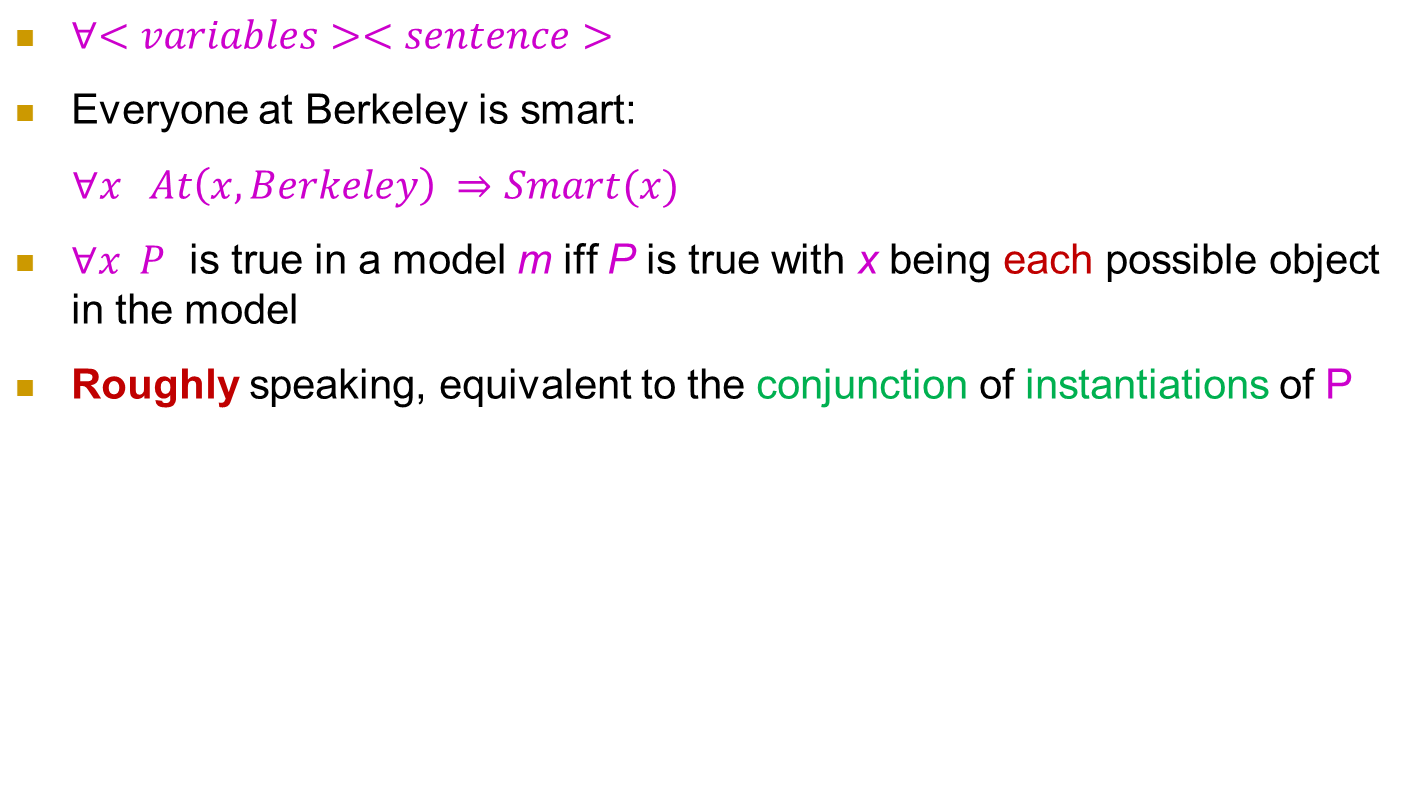 ∀< variables >< sentence >
Everyone at Berkeley is smart:
∀x At(x, Berkeley) ⇒ Smart(x)
∀x P is true in a model m iff P is true with x being each possible object
in the model
Roughly speaking, equivalent to the conjunction of instantiations of P